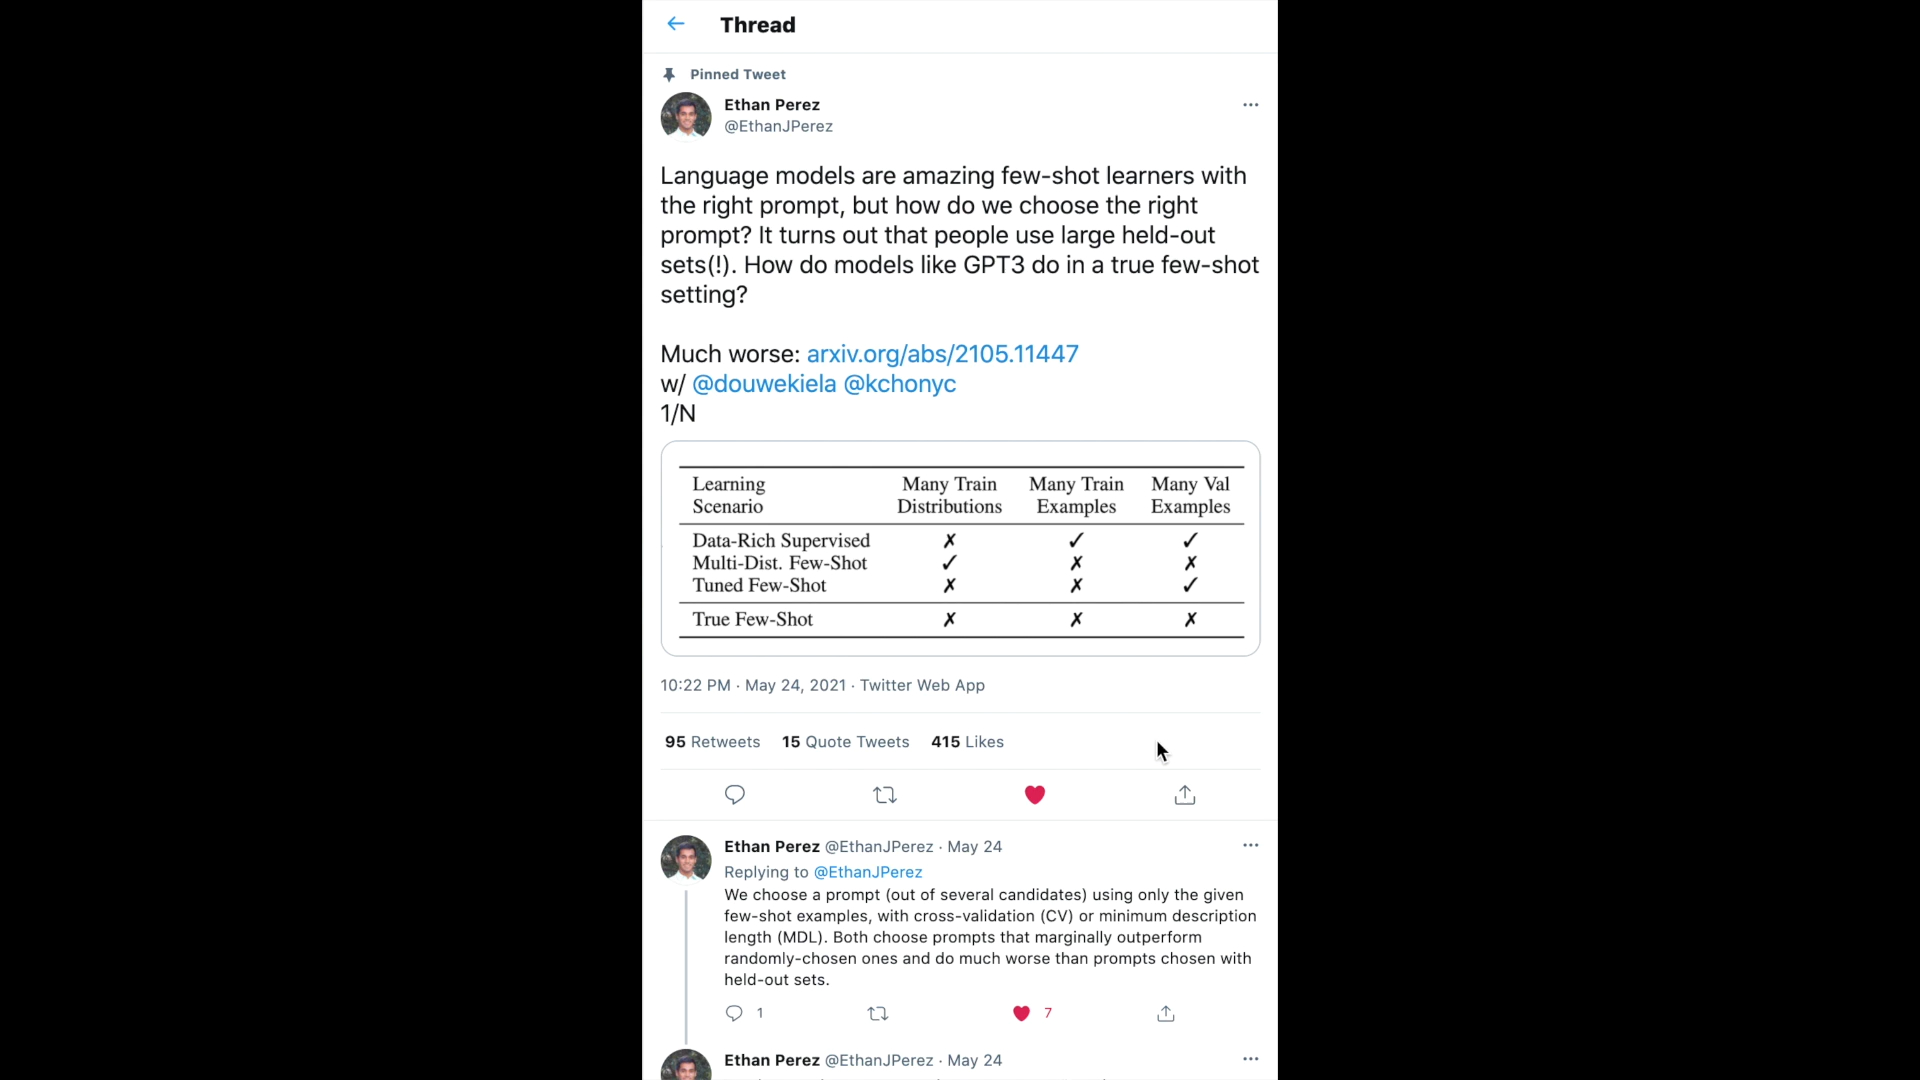 Thread
Pinned Tweet
Ethan Perez
@EthanJPerez
Language models are amazing few-shot learners with
the right prompt, but how do we choose the right
prompt? It turns out that people use large held-out
sets(!). How do models like GPT3 do in a true few-shot
setting?
Much worse: arxiv.org/abs/2105.11447
w/ @douwekiela @kchonyc
1/N
Learning Scenario Many Train Distributions Many Train Examples Many Val Examples
Data-Rich Supervised ✗ ✓ ✓
Multi-Dist. Few-Shot ✓ ✗ ✗
Tuned Few-Shot ✗ ✗ ✓
True Few-Shot ✗ ✗ ✗
10:22 PM · May 24, 2021 · Twitter Web App
95 Retweets 15 Quote Tweets 415 Likes
Ethan Perez @EthanJPerez · May 24
Replying to @EthanJPerez
We choose a prompt (out of several candidates) using only the given
few-shot examples, with cross-validation (CV) or minimum description
length (MDL). Both choose prompts that marginally outperform
randomly-chosen ones and do much worse than prompts chosen with
held-out sets.
1 7
Ethan Perez @EthanJPerez · May 24